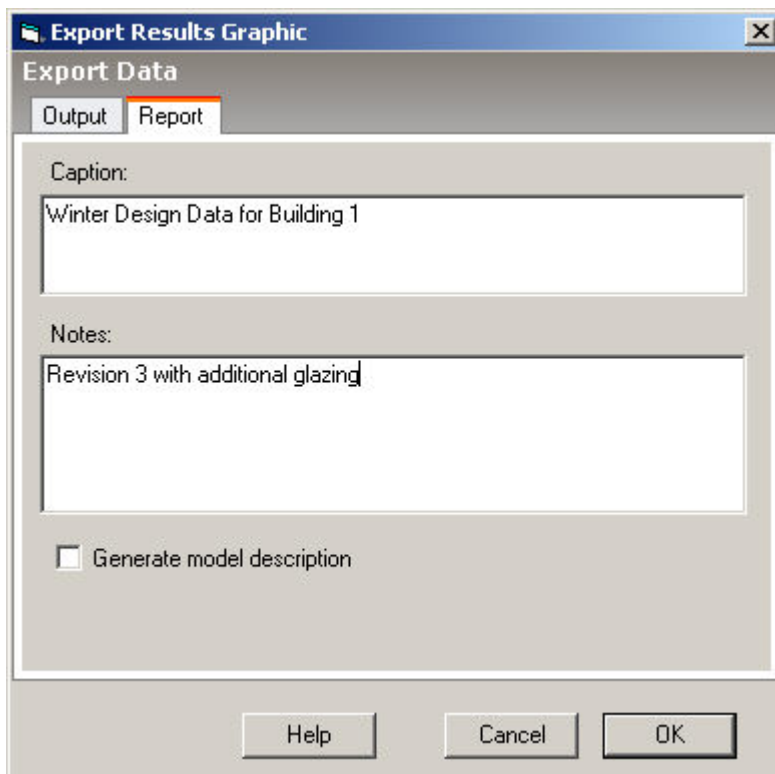 Export Results Graphic
Export Data
Output Report
Caption:
Winter Design Data for Building 1
Notes:
Revision 3 with additional glazing
Generate model description
Help Cancel OK